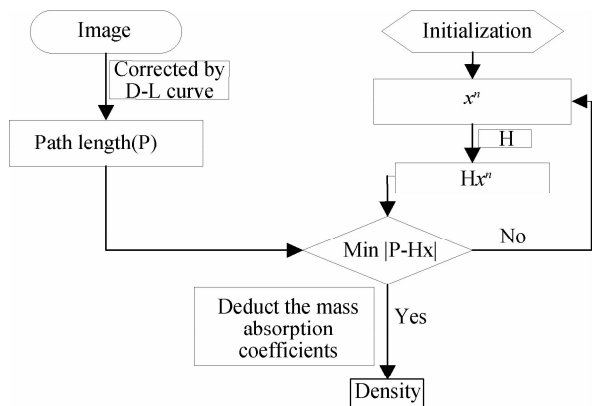 Image
Initialization
Corrected by
D-L curve
xⁿ
H
Path length(P)
Hxⁿ
Min |P-Hx|
No
Deduct the mass
absorption
coefficients
Yes
Density